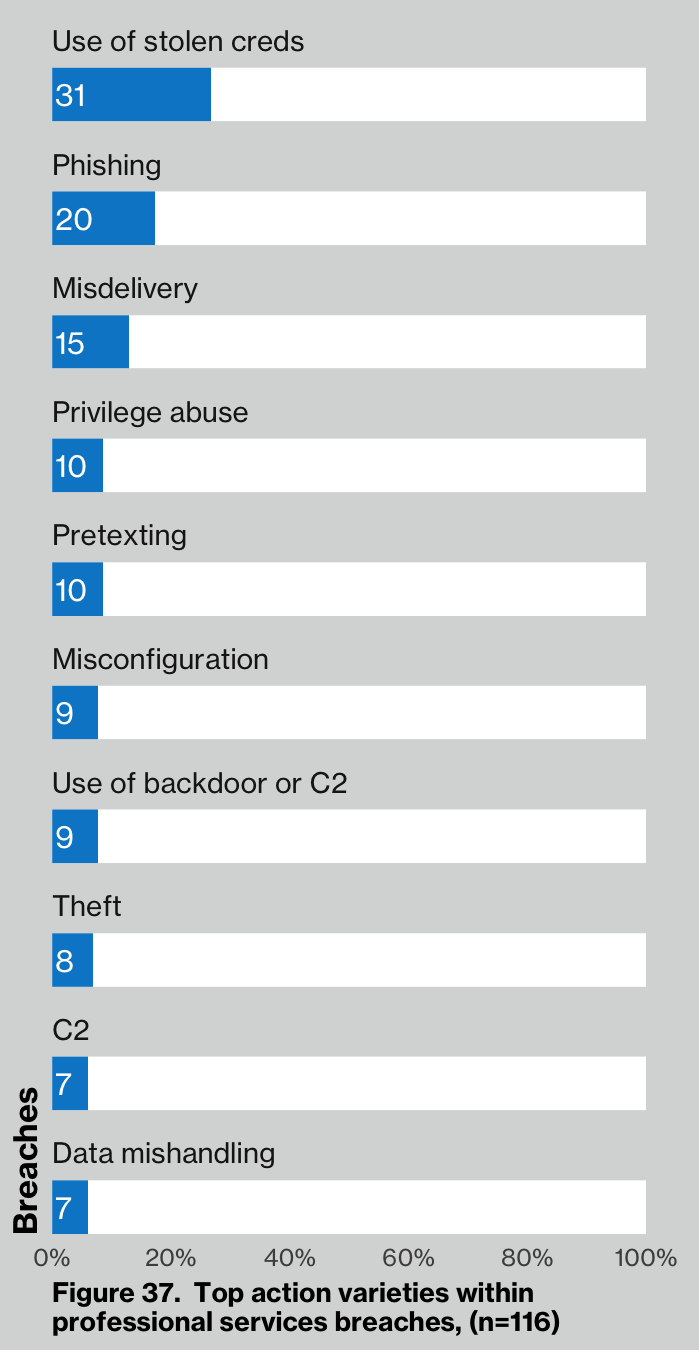 Use of stolen creds
31
Phishing
20
Misdelivery
15
Privilege abuse
10
Pretexting
10
Misconfiguration
9
Use of backdoor or C2
9
Theft
8
C2
7
Data mishandling
7
Breaches
0% 20% 40% 60% 80% 100%
Figure 37. Top action varieties within
professional services breaches, (n=116)